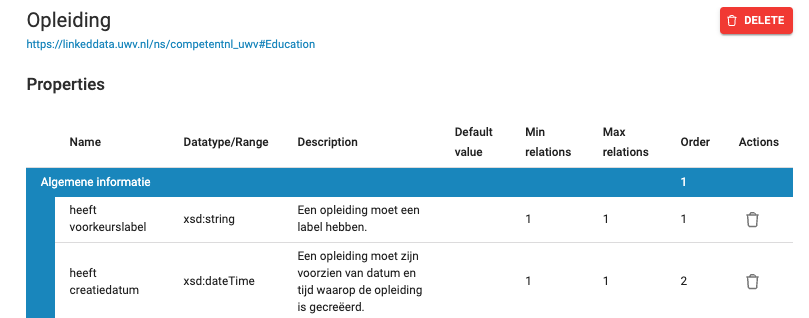 Opleiding
DELETE
https://linkeddata.uwv.nl/ns/competentnl_uwv#Education
Properties
Name Datatype/Range Description Default value Min relations Max relations Order Actions
Algemene informatie 1
heeft voorkeurslabel xsd:string Een opleiding moet een label hebben. 1 1 1
heeft creatiedatum xsd:dateTime Een opleiding moet zijn voorzien van datum en tijd waarop de opleiding is gecreëerd. 1 1 2